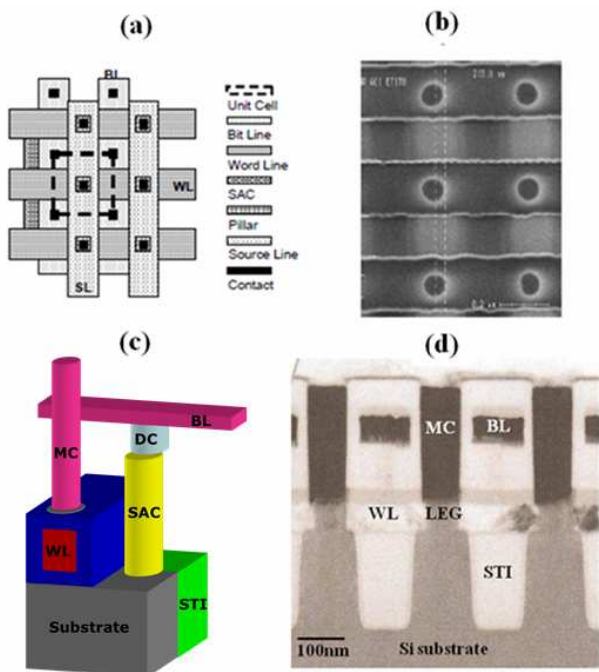 (a)
BL
WL
SL
Unit Cell
Bit Line
Word Line
SAC
Pillar
Source Line
Contact
(b)
(c)
MC
BL
DC
SAC
WL
STI
Substrate
(d)
MC BL
WL LEG
STI
100nm
Si substrate